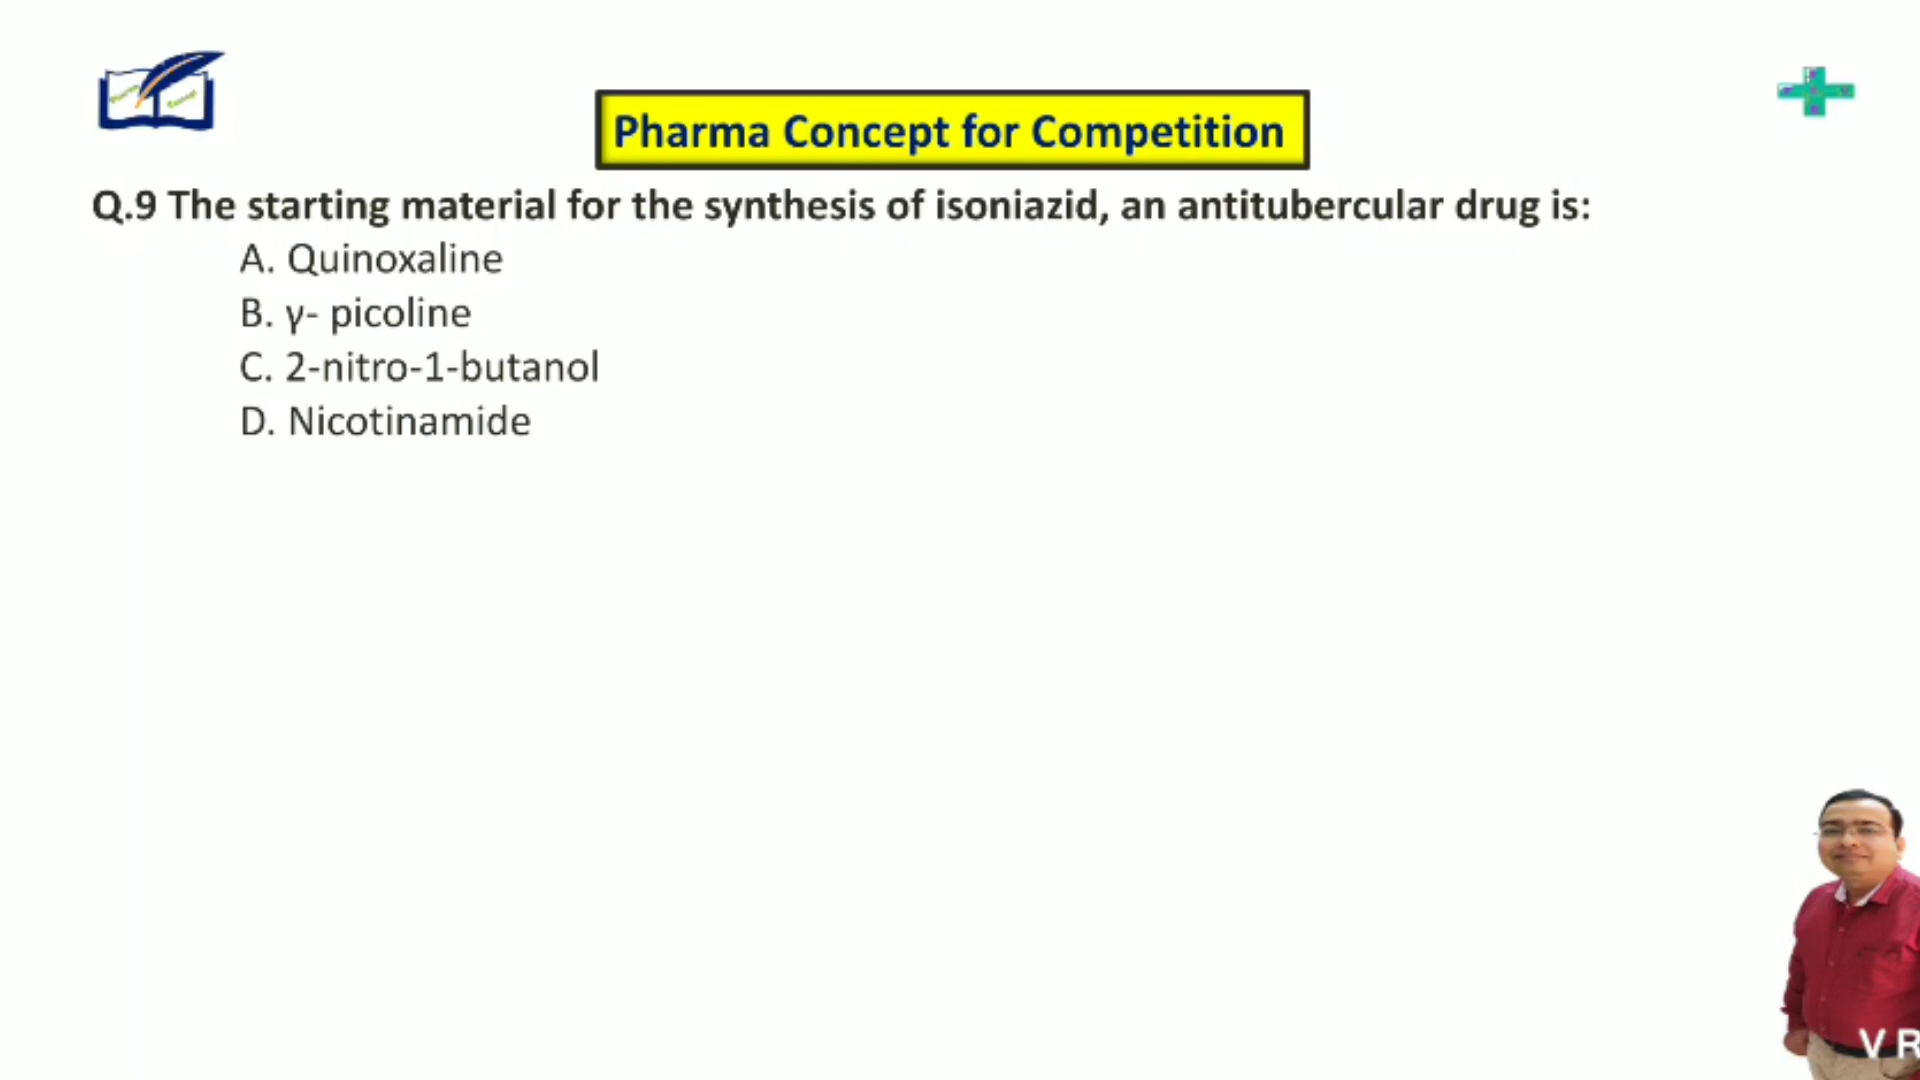 Pharma Concept for Competition
Q.9 The starting material for the synthesis of isoniazid, an antitubercular drug is:
A. Quinoxaline
B. γ- picoline
C. 2-nitro-1-butanol
D. Nicotinamide
V R